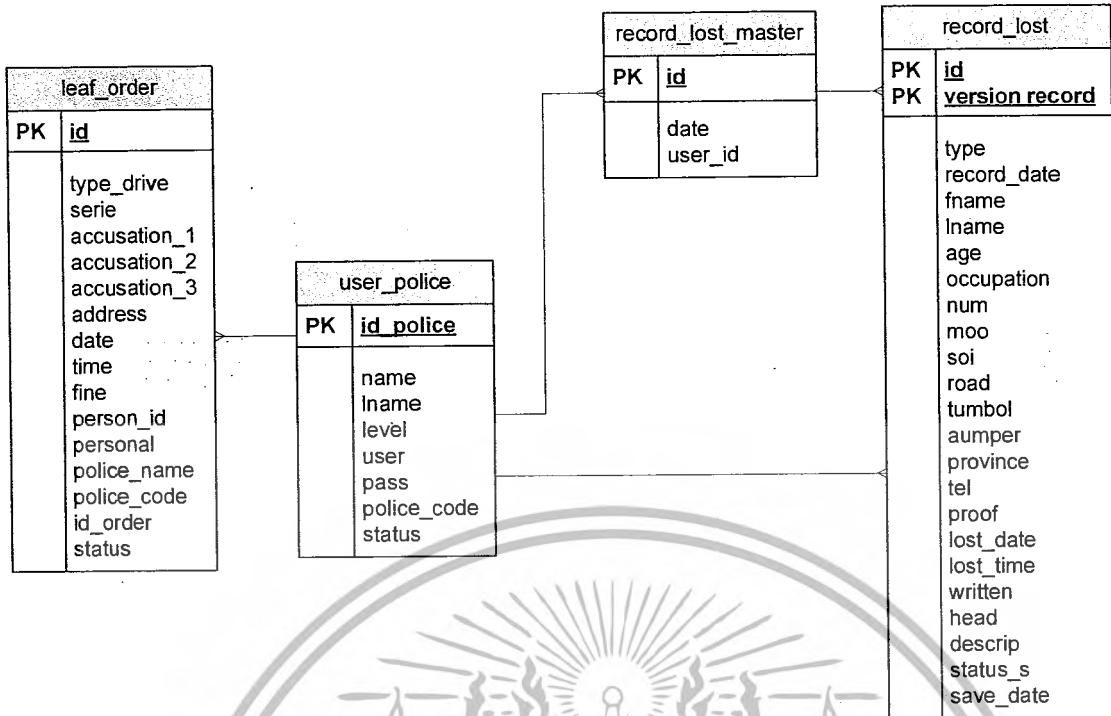 leaf_order
PK id
type_drive
serie
accusation_1
accusation_2
accusation_3
address
date
time
fine
person_id
personal
police_name
police_code
id_order
status
user_police
PK id_police
name
lname
level
user
pass
police_code
status
record_lost_master
PK id
date
user_id
record_lost
PK id
PK version record
type
record_date
fname
lname
age
occupation
num
moo
soi
road
tumbol
aumper
province
tel
proof
lost_date
lost_time
written
head
descrip
status_s
save_date